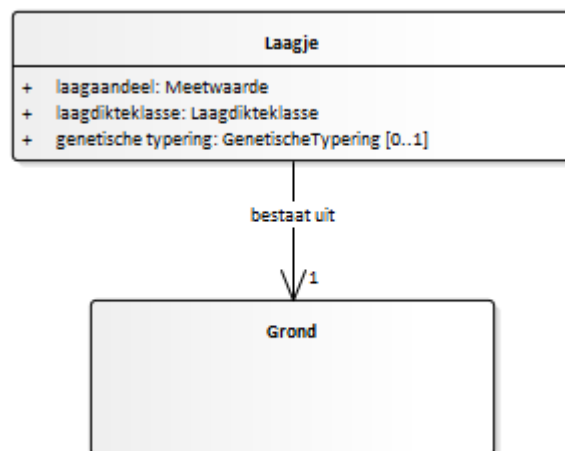 Laagje
+ laagaandeel: Meetwaarde
+ laagdikteklasse: Laagdikteklasse
+ genetische typering: GenetischeTypering [0..1]
bestaat uit
1
Grond